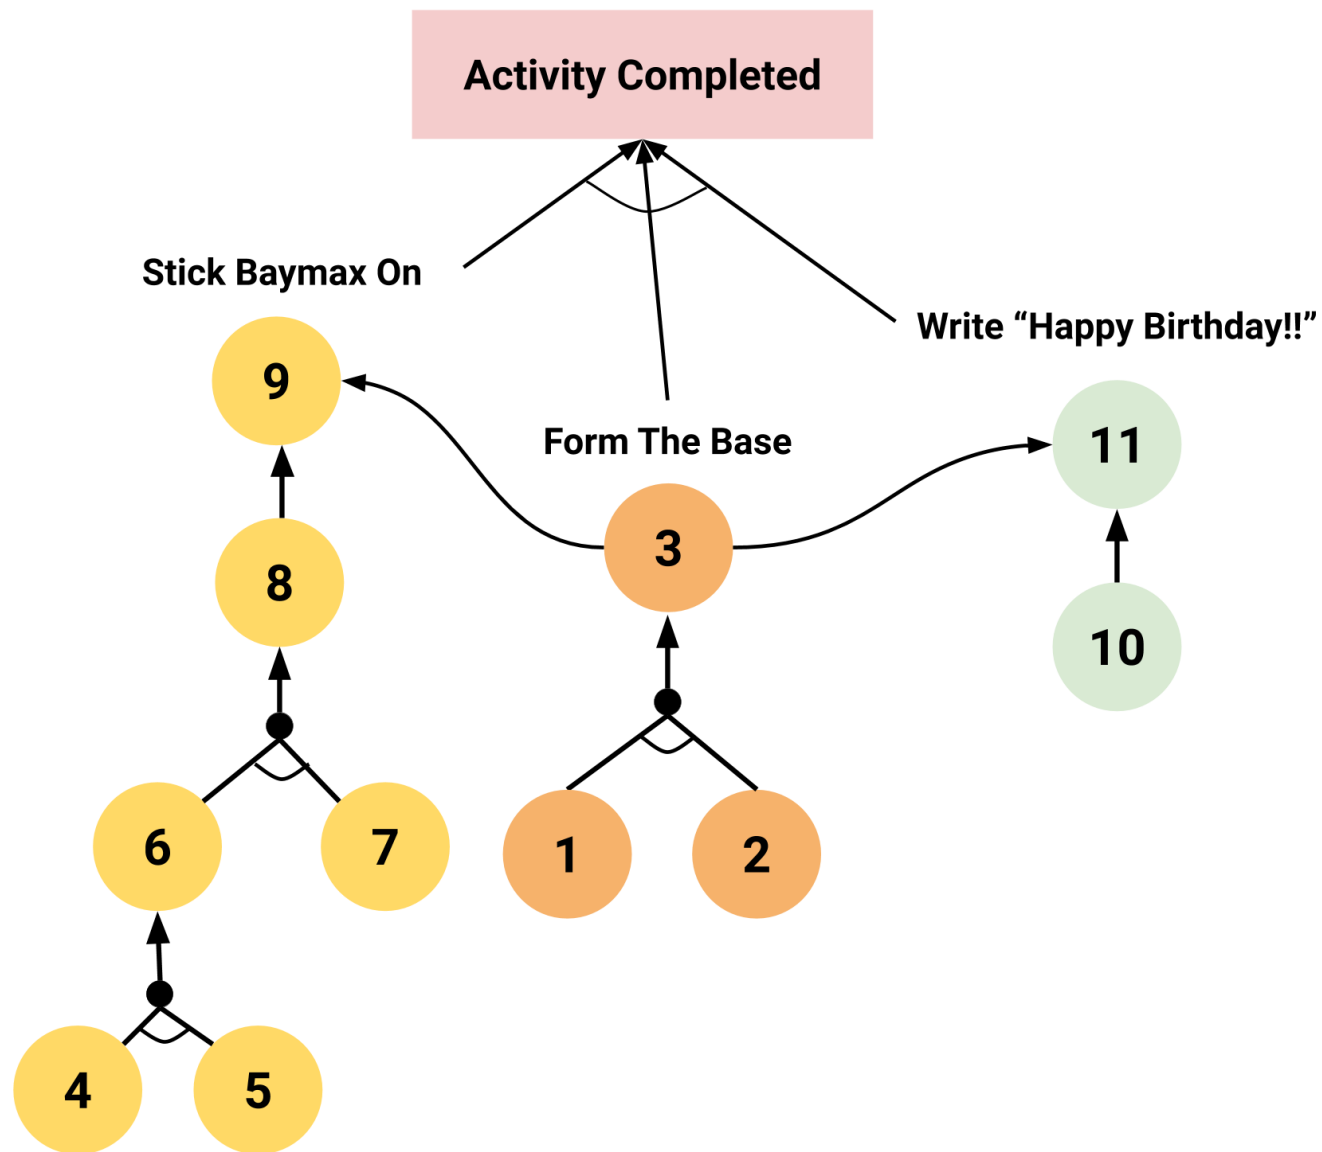 Activity Completed
Stick Baymax On
Write “Happy Birthday!!”
9
Form The Base
11
3
8
10
6
7
1
2
4
5